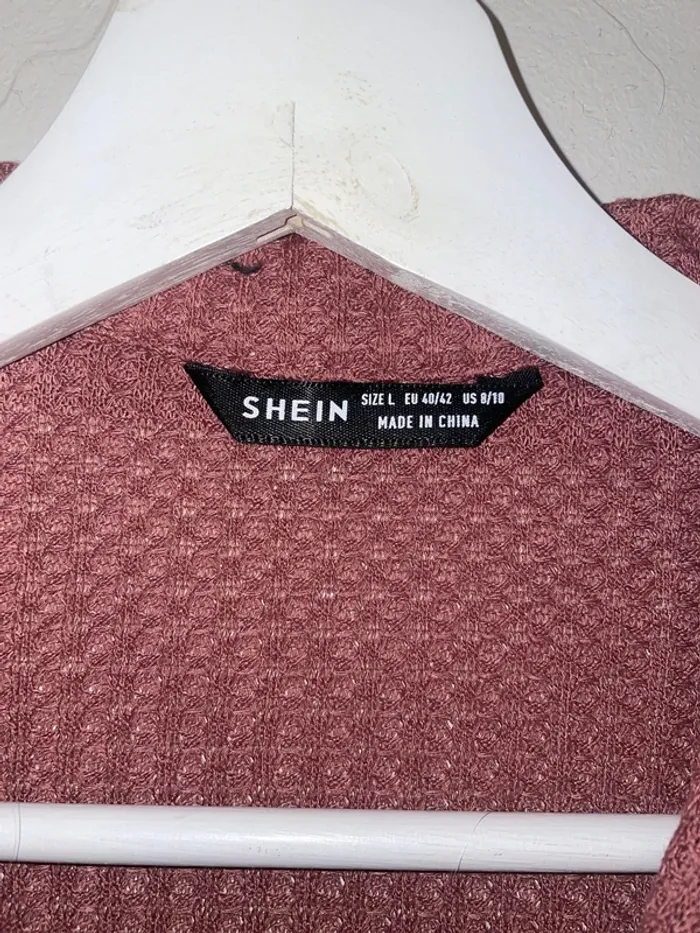 SHEIN
SIZE L EU 40/42 US 8/10
MADE IN CHINA